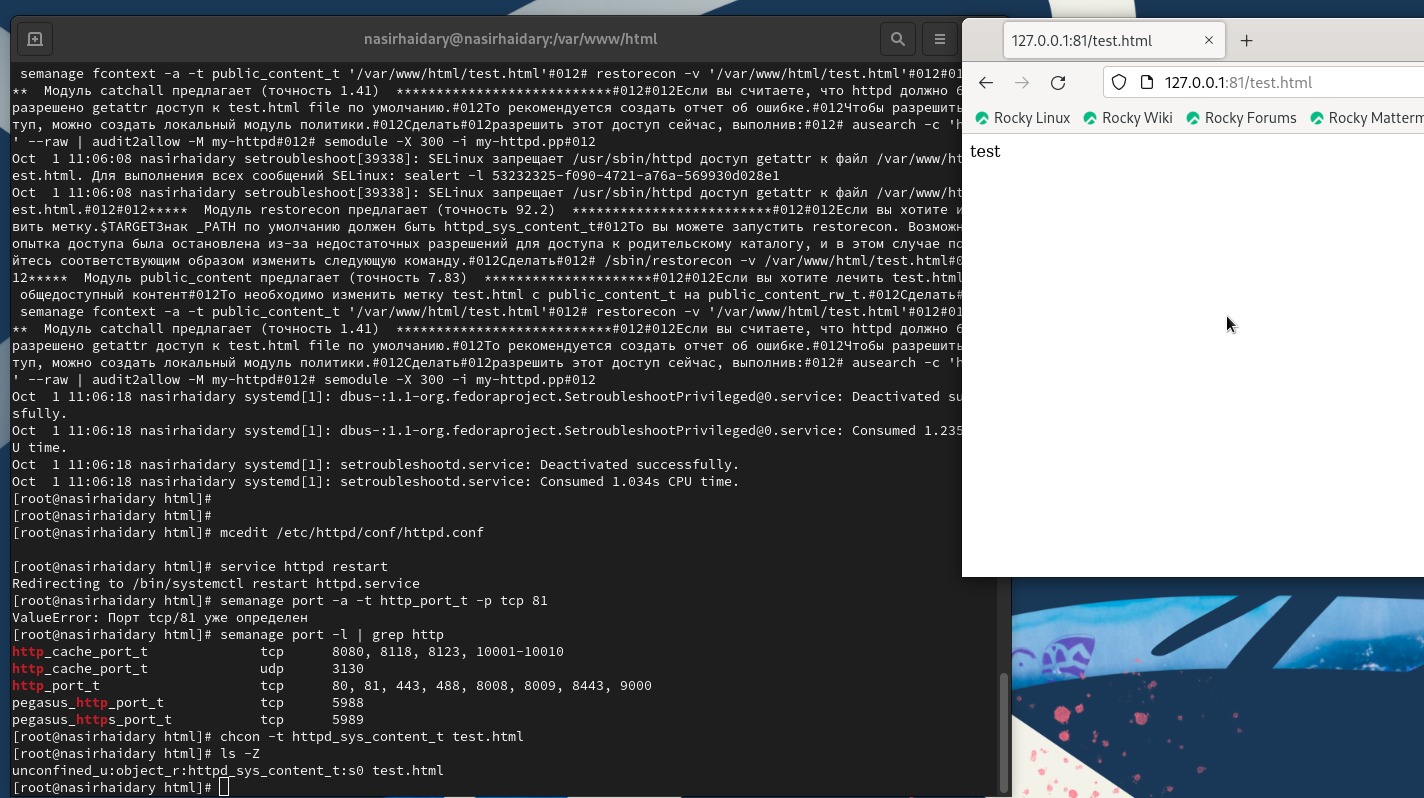 nasirhaidary@nasirhaidary:/var/www/html
semanage fcontext -a -t public_content_t '/var/www/html/test.html'#012# restorecon -v '/var/www/html/test.html'#012#01
**  Модуль catchall предлагает (точность 1.41)  ***************************#012#012Если вы считаете, что httpd должно
разрешено getattr доступ к test.html file по умолчанию.#012То рекомендуется создать отчет об ошибке.#012Чтобы разрешить
туп, можно создать локальный модуль политики.#012Сделать#012разрешить этот доступ сейчас, выполнив:#012# ausearch -c 'h
' --raw | audit2allow -M my-httpd#012# semodule -X 300 -i my-httpd.pp#012
Oct  1 11:06:08 nasirhaidary setroubleshoot[39338]: SELinux запрещает /usr/sbin/httpd доступ getattr к файл /var/www/ht
est.html. Для выполнения всех сообщений SELinux: sealert -l 53232325-f090-4721-a76a-569930d028e1
Oct  1 11:06:08 nasirhaidary setroubleshoot[39338]: SELinux запрещает /usr/sbin/httpd доступ getattr к файл /var/www/ht
est.html.#012#012*****  Модуль restorecon предлагает (точность 92.2)  *************************#012#012Если вы хотите и
вить метку.$TARGETЗнак _PATH по умолчанию должен быть httpd_sys_content_t#012То вы можете запустить restorecon. Возможн
опытка доступа была остановлена из-за недостаточных разрешений для доступа к родительскому каталогу, и в этом случае по
йтесь соответствующим образом изменить следующую команду.#012Сделать#012# /sbin/restorecon -v /var/www/html/test.html#0
12*****  Модуль public_content предлагает (точность 7.83)  *********************#012#012Если вы хотите лечить test.html
общедоступный контент#012То необходимо изменить метку test.html с public_content_t на public_content_rw_t.#012Сделать#
semanage fcontext -a -t public_content_t '/var/www/html/test.html'#012# restorecon -v '/var/www/html/test.html'#012#01
**  Модуль catchall предлагает (точность 1.41)  ***************************#012#012Если вы считаете, что httpd должно
разрешено getattr доступ к test.html file по умолчанию.#012То рекомендуется создать отчет об ошибке.#012Чтобы разрешить
туп, можно создать локальный модуль политики.#012Сделать#012разрешить этот доступ сейчас, выполнив:#012# ausearch -c 'h
' --raw | audit2allow -M my-httpd#012# semodule -X 300 -i my-httpd.pp#012
Oct  1 11:06:18 nasirhaidary systemd[1]: dbus-:1.1-org.fedoraproject.SetroubleshootPrivileged@0.service: Deactivated su
sfully.
Oct  1 11:06:18 nasirhaidary systemd[1]: dbus-:1.1-org.fedoraproject.SetroubleshootPrivileged@0.service: Consumed 1.235
U time.
Oct  1 11:06:18 nasirhaidary systemd[1]: setroubleshootd.service: Deactivated successfully.
Oct  1 11:06:18 nasirhaidary systemd[1]: setroubleshootd.service: Consumed 1.034s CPU time.
[root@nasirhaidary html]#
[root@nasirhaidary html]#
[root@nasirhaidary html]# mcedit /etc/httpd/conf/httpd.conf
[root@nasirhaidary html]# service httpd restart
Redirecting to /bin/systemctl restart httpd.service
[root@nasirhaidary html]# semanage port -a -t http_port_t -p tcp 81
ValueError: Порт tcp/81 уже определен
[root@nasirhaidary html]# semanage port -l | grep http
http_cache_port_t              tcp      8080, 8118, 8123, 10001-10010
http_cache_port_t              udp      3130
http_port_t                    tcp      80, 81, 443, 488, 8008, 8009, 8443, 9000
pegasus_http_port_t            tcp      5988
pegasus_https_port_t           tcp      5989
[root@nasirhaidary html]# chcon -t httpd_sys_content_t test.html
[root@nasirhaidary html]# ls -Z
unconfined_u:object_r:httpd_sys_content_t:s0 test.html
[root@nasirhaidary html]#
127.0.0.1:81/test.html
127.0.0.1:81/test.html
Rocky Linux Rocky Wiki Rocky Forums Rocky Matterm
test